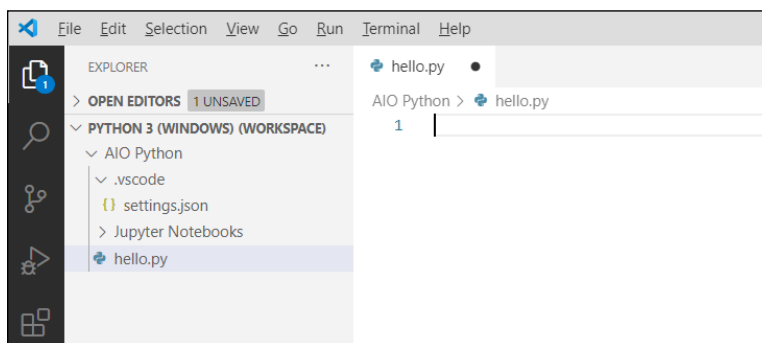 File Edit Selection View Go Run Terminal Help
EXPLORER ...
hello.py
1
> OPEN EDITORS 1 UNSAVED
AIO Python > hello.py
PYTHON 3 (WINDOWS) (WORKSPACE)
1
AIO Python
.vscode
{} settings.json
> Jupyter Notebooks
hello.py